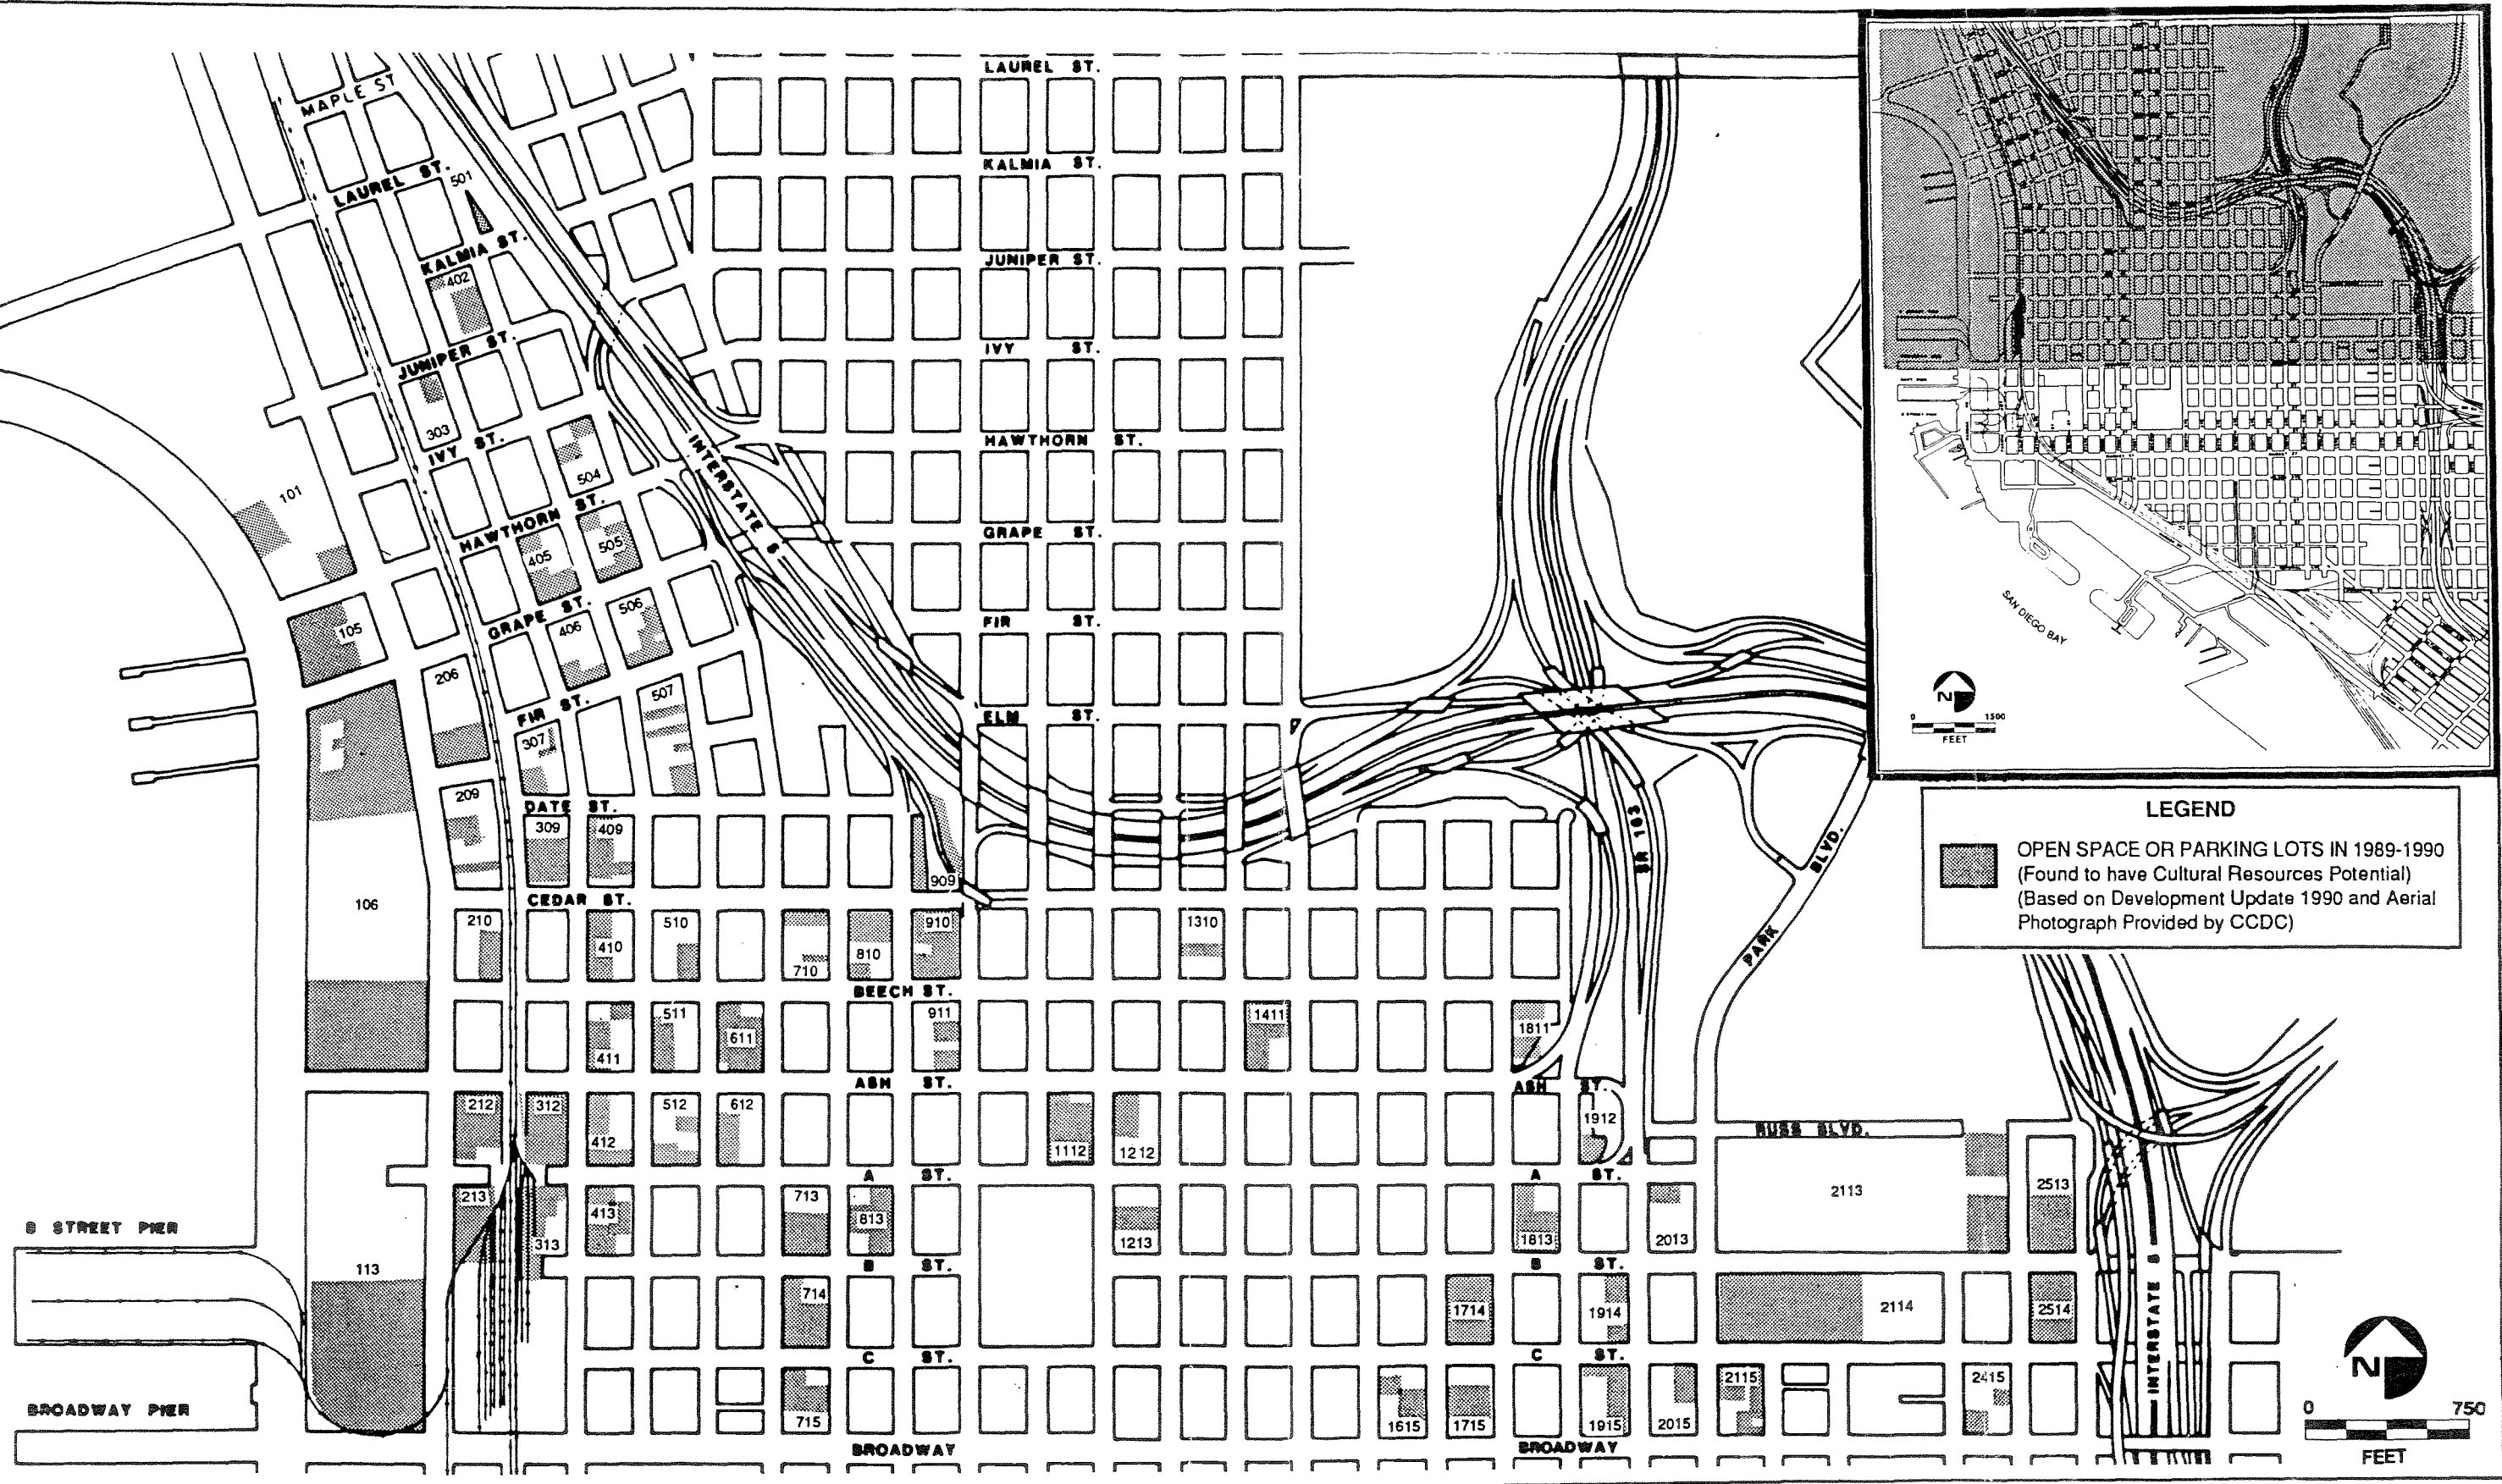 LAUREL ST.
MAPLE ST
KALMIA ST.
LAUREL ST.
501
KALMIA ST.
JUNIPER ST.
402
JUNIPER ST.
IVY ST.
303
IVY ST.
HAWTHORN ST.
INTERSTATE 5
504
101
HAWTHORN ST.
GRAPE ST.
405
505
GRAPE ST.
506
105
406
FIR ST.
206
507
FIR ST.
ELM ST.
307
209
DATE ST.
309
409
SR 163
PARK BLVD.
909
106
CEDAR ST.
210
410
510
710
810
910
1310
BEECH ST.
411
511
611
911
1411
1811
ASH ST.
ASH ST.
212
312
412
512
612
1112
1212
1912
RUSS BLVD.
A ST.
A ST.
213
313
413
713
813
1213
1813
2013
2113
2513
B STREET PIER
113
B ST.
B ST.
714
1714
1914
2114
2514
INTERSTATE 5
C ST.
C ST.
BROADWAY PIER
715
1615
1715
1915
2015
2115
2415
BROADWAY
BROADWAY
SAN DIEGO BAY
N
0 1500
FEET
LEGEND
OPEN SPACE OR PARKING LOTS IN 1989-1990
(Found to have Cultural Resources Potential)
(Based on Development Update 1990 and Aerial
Photograph Provided by CCDC)
N
0 750
FEET